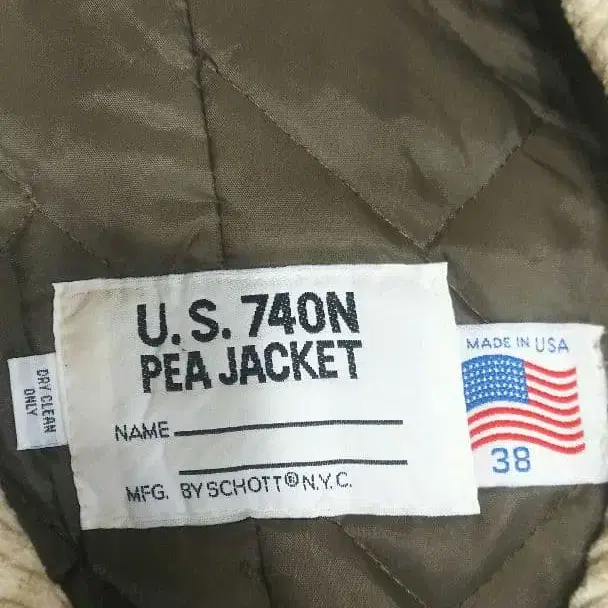 U.S. 740N
PEA JACKET
NAME
MFG. BY SCHOTT® N.Y.C.
DRY CLEAN
ONLY
MADE IN USA
38